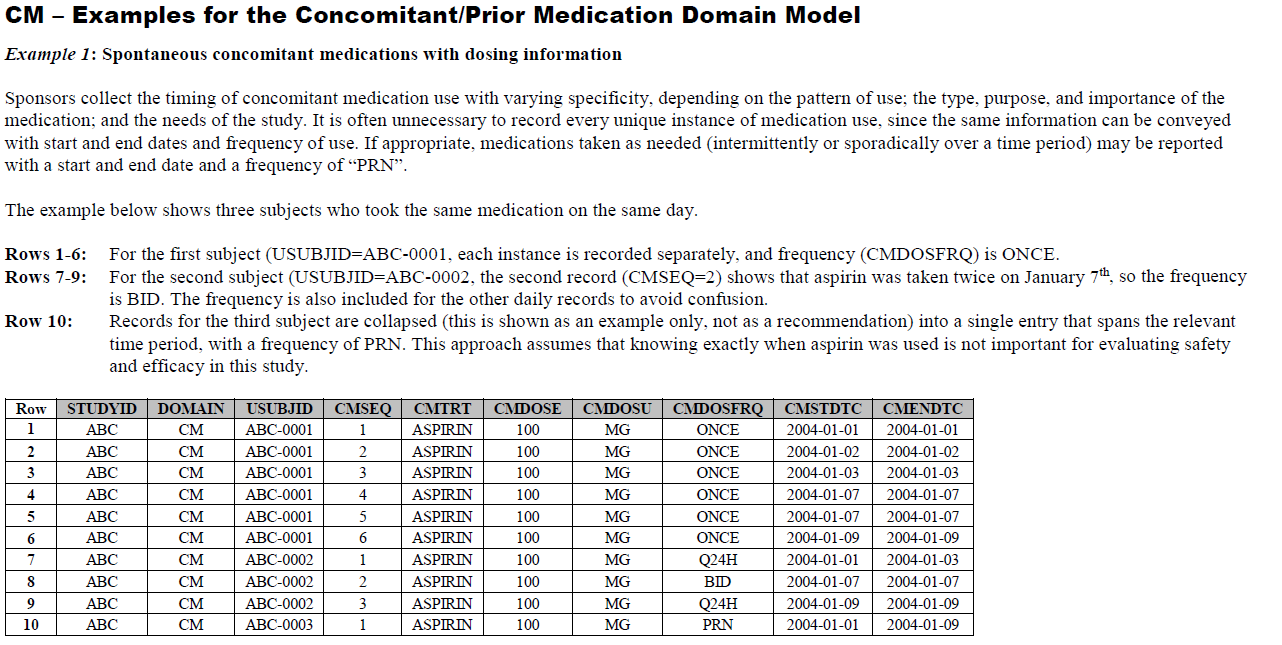 CM – Examples for the Concomitant/Prior Medication Domain Model
Example 1: Spontaneous concomitant medications with dosing information
Sponsors collect the timing of concomitant medication use with varying specificity, depending on the pattern of use; the type, purpose, and importance of the
medication; and the needs of the study. It is often unnecessary to record every unique instance of medication use, since the same information can be conveyed
with start and end dates and frequency of use. If appropriate, medications taken as needed (intermittently or sporadically over a time period) may be reported
with a start and end date and a frequency of “PRN”.
The example below shows three subjects who took the same medication on the same day.
Rows 1-6: For the first subject (USUBJID=ABC-0001, each instance is recorded separately, and frequency (CMDOSFRQ) is ONCE.
Rows 7-9: For the second subject (USUBJID=ABC-0002, the second record (CMSEQ=2) shows that aspirin was taken twice on January 7th, so the frequency
is BID. The frequency is also included for the other daily records to avoid confusion.
Row 10: Records for the third subject are collapsed (this is shown as an example only, not as a recommendation) into a single entry that spans the relevant
time period, with a frequency of PRN. This approach assumes that knowing exactly when aspirin was used is not important for evaluating safety
and efficacy in this study.
Row STUDYID DOMAIN USUBJID CMSEQ CMTRT CMDOSE CMDOSU CMDOSFRQ CMSTDTC CMENDTC
1 ABC CM ABC-0001 1 ASPIRIN 100 MG ONCE 2004-01-01 2004-01-01
2 ABC CM ABC-0001 2 ASPIRIN 100 MG ONCE 2004-01-02 2004-01-02
3 ABC CM ABC-0001 3 ASPIRIN 100 MG ONCE 2004-01-03 2004-01-03
4 ABC CM ABC-0001 4 ASPIRIN 100 MG ONCE 2004-01-07 2004-01-07
5 ABC CM ABC-0001 5 ASPIRIN 100 MG ONCE 2004-01-07 2004-01-07
6 ABC CM ABC-0001 6 ASPIRIN 100 MG ONCE 2004-01-09 2004-01-09
7 ABC CM ABC-0002 1 ASPIRIN 100 MG Q24H 2004-01-01 2004-01-03
8 ABC CM ABC-0002 2 ASPIRIN 100 MG BID 2004-01-07 2004-01-07
9 ABC CM ABC-0002 3 ASPIRIN 100 MG Q24H 2004-01-09 2004-01-09
10 ABC CM ABC-0003 1 ASPIRIN 100 MG PRN 2004-01-01 2004-01-09